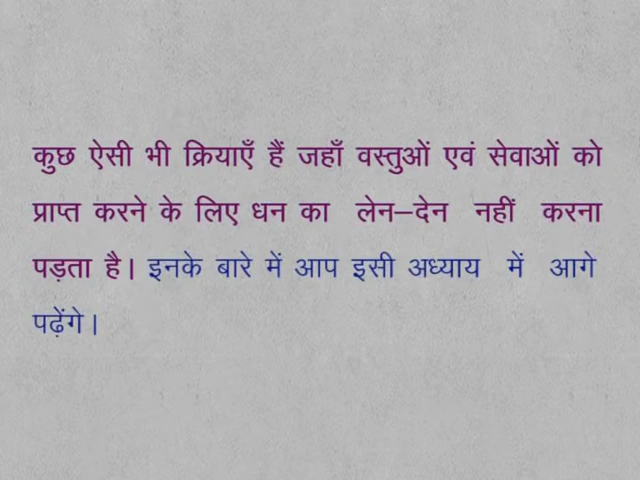 कुछ ऐसी भी क्रियाएँ हैं जहाँ वस्तुओं एवं सेवाओं को
प्राप्त करने के लिए धन का लेन–देन नहीं करना
पड़ता है। इनके बारे में आप इसी अध्याय में आगे
पढ़ेंगे।